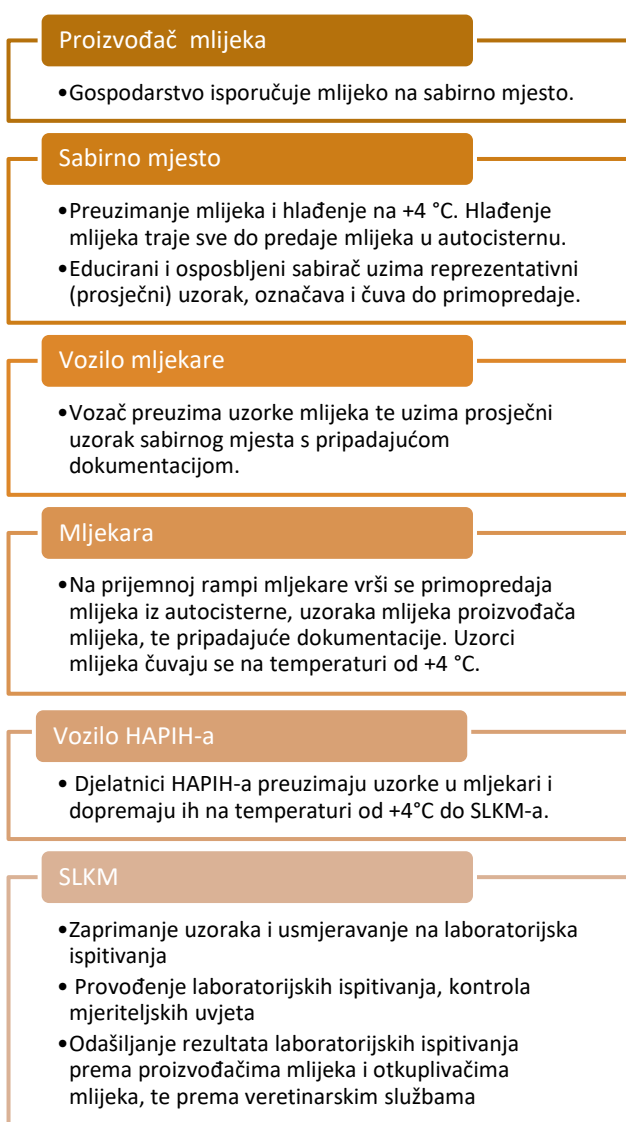 Proizvođač  mlijeka
•Gospodarstvo isporučuje mlijeko na sabirno mjesto.
Sabirno mjesto
•Preuzimanje mlijeka i hlađenje na +4 °C. Hlađenje
mlijeka traje sve do predaje mlijeka u autocisternu.
•Educirani i osposbljeni sabirač uzima reprezentativni
(prosječni) uzorak, označava i čuva do primopredaje.
Vozilo mljekare
•Vozač preuzima uzorke mlijeka te uzima prosječni
uzorak sabirnog mjesta s pripadajućom
dokumentacijom.
Mljekara
•Na prijemnoj rampi mljekare vrši se primopredaja
mlijeka iz autocisterne, uzoraka mlijeka proizvođača
mlijeka, te pripadajuće dokumentacije. Uzorci
mlijeka čuvaju se na temperaturi od +4 °C.
Vozilo HAPIH-a
• Djelatnici HAPIH-a preuzimaju uzorke u mljekari i
dopremaju ih na temperaturi od +4°C do SLKM-a.
SLKM
•Zaprimanje uzoraka i usmjeravanje na laboratorijska
ispitivanja
• Provođenje laboratorijskih ispitivanja, kontrola
mjeriteljskih uvjeta
•Odašiljanje rezultata laboratorijskih ispitivanja
prema proizvođačima mlijeka i otkuplivačima
mlijeka, te prema veretinarskim službama